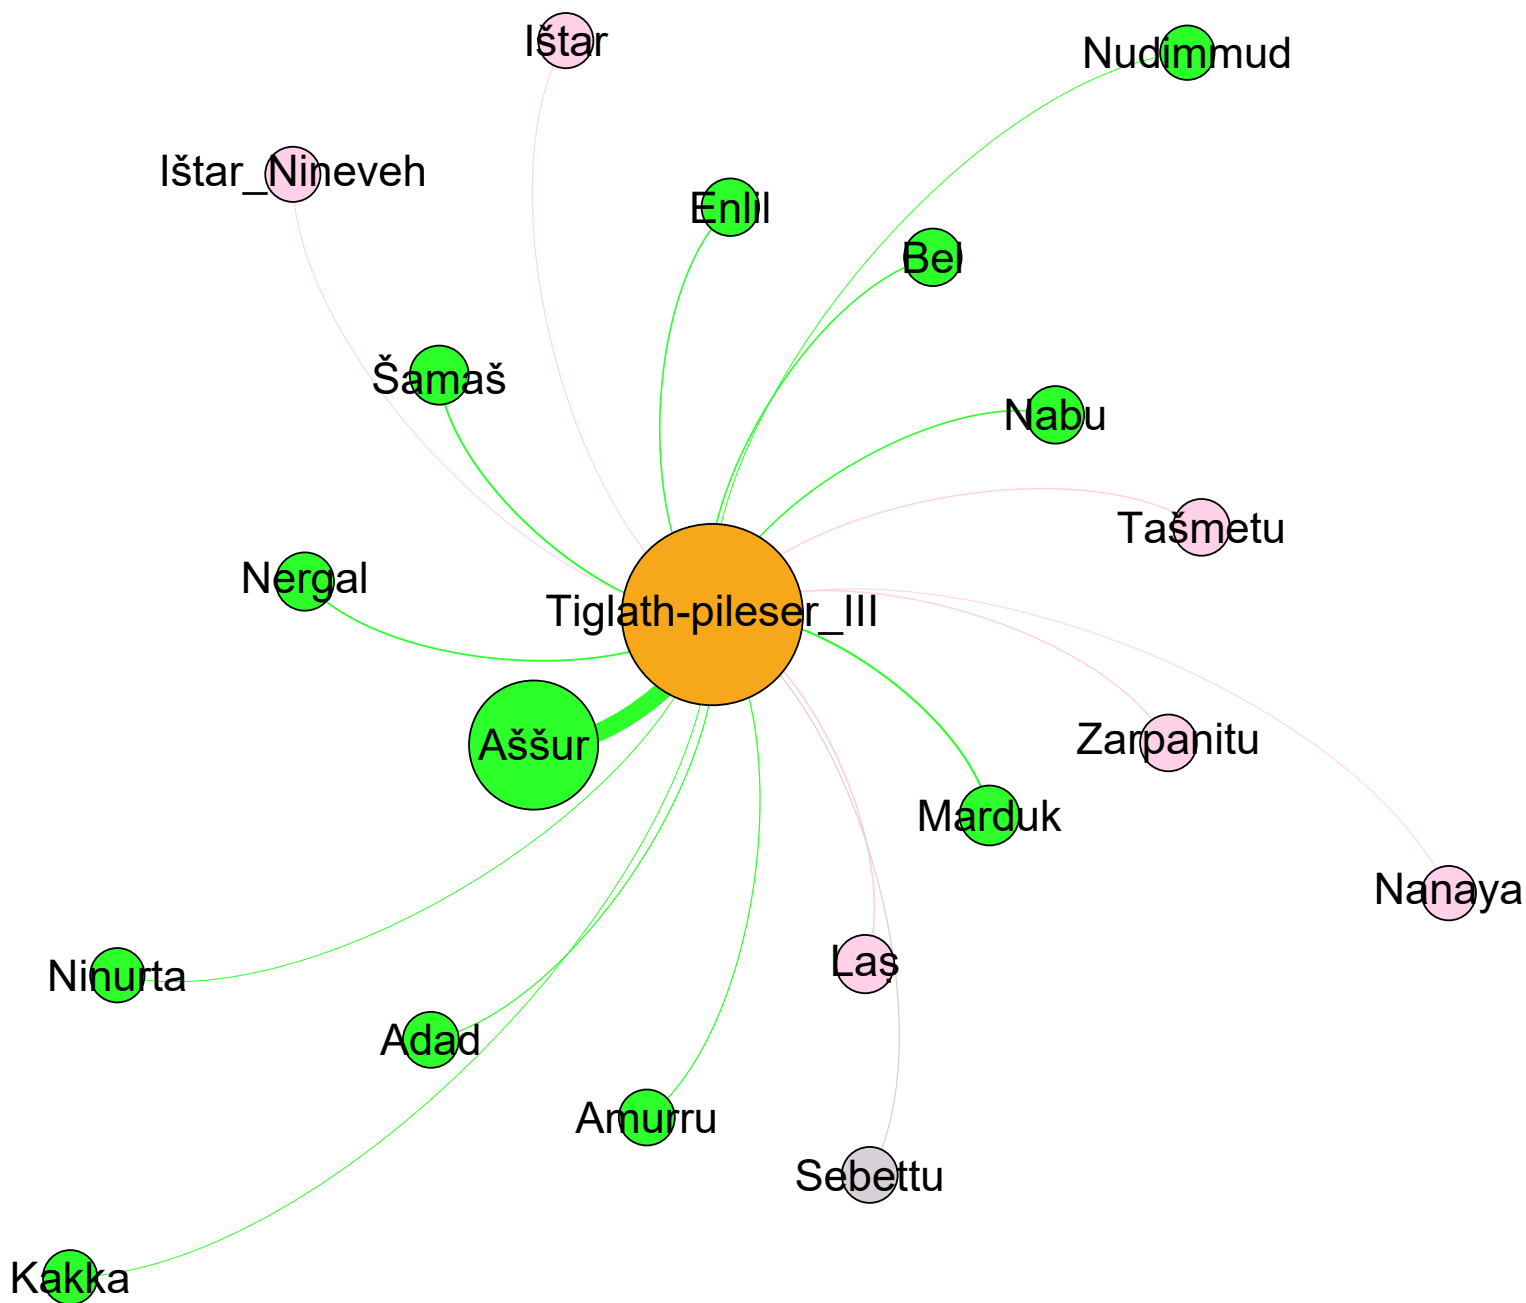 Ištar
Nudimmud
Ištar_Nineveh
Enlil
Bel
Šamaš
Nabu
Tašmetu
Nergal
Tiglath-pileser_III
Aššur
Zarpanitu
Marduk
Nanaya
Laṣ
Ninurta
Adad
Amurru
Sebettu
Kakka